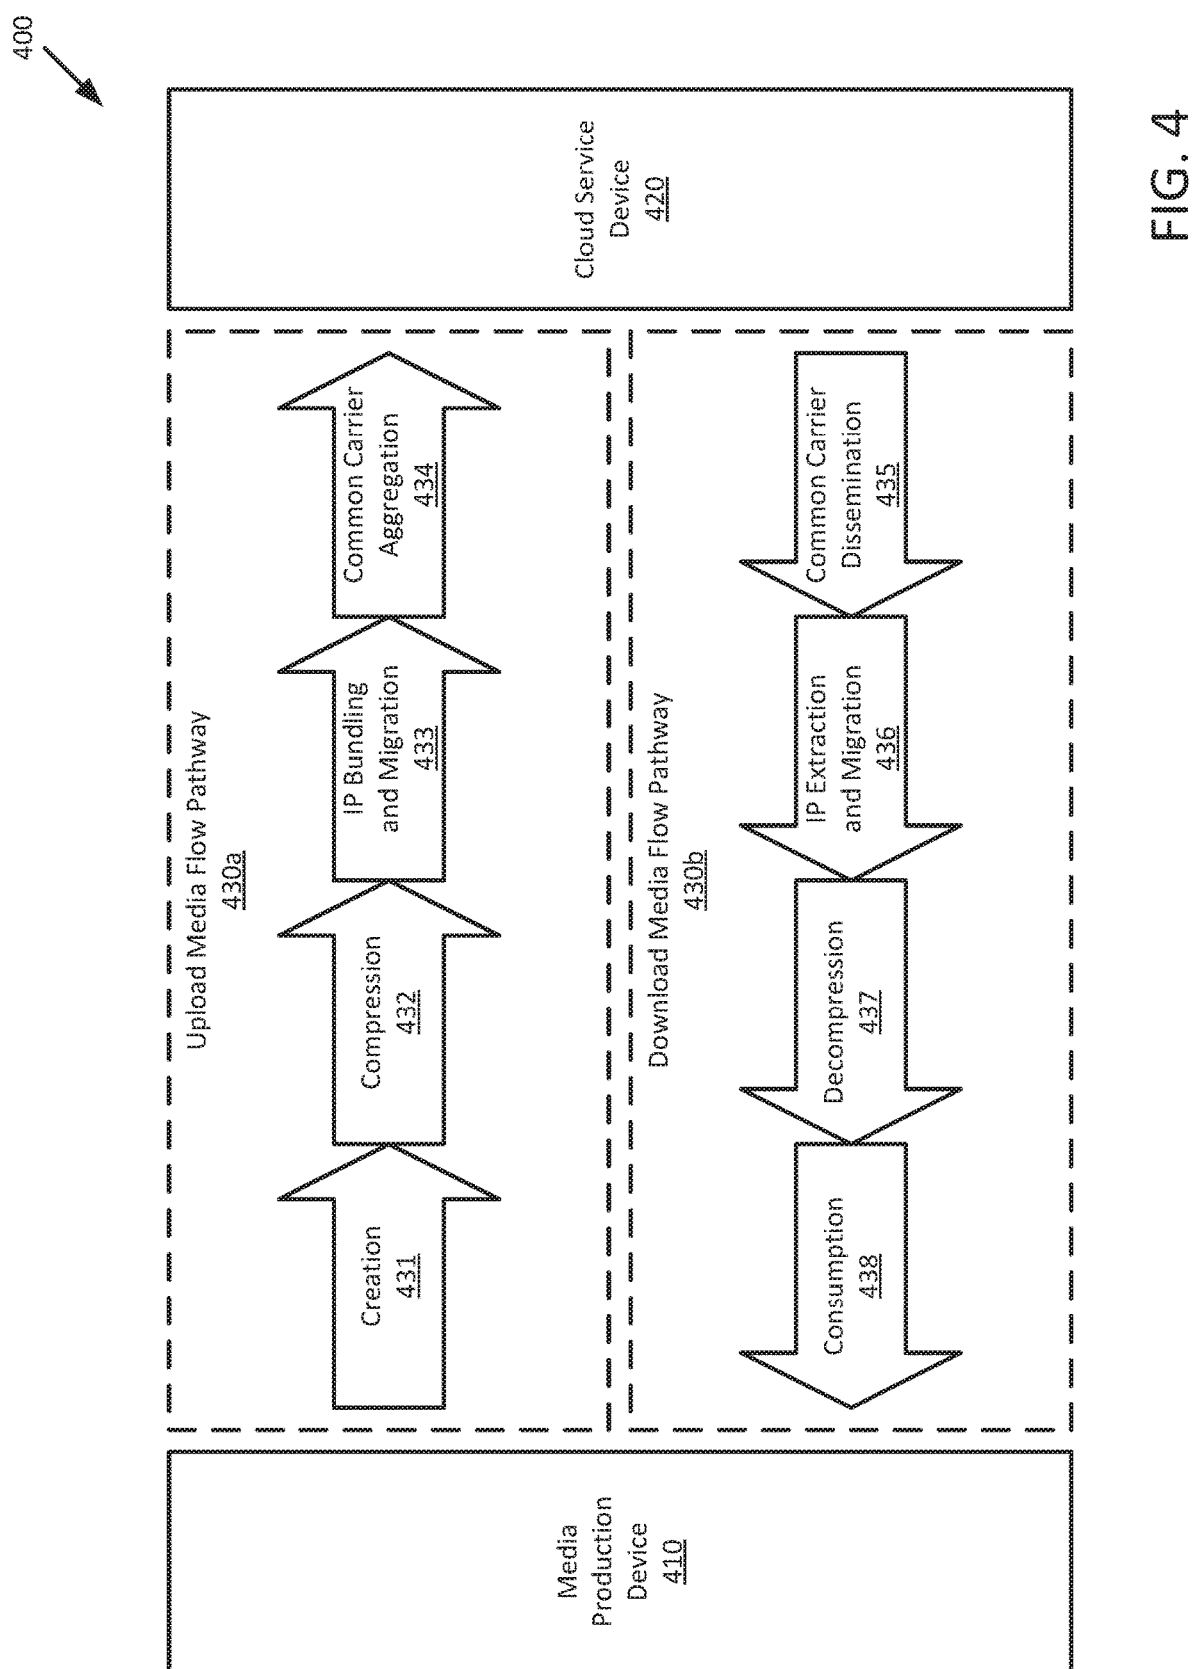 400
Media
Production
Device
410
Upload Media Flow Pathway
430a
Creation
431
Compression
432
IP Bundling
and Migration
433
Common Carrier
Aggregation
434
Download Media Flow Pathway
430b
Common Carrier
Dissemination
435
IP Extraction
and Migration
436
Decompression
437
Consumption
438
Cloud Service
Device
420
FIG. 4